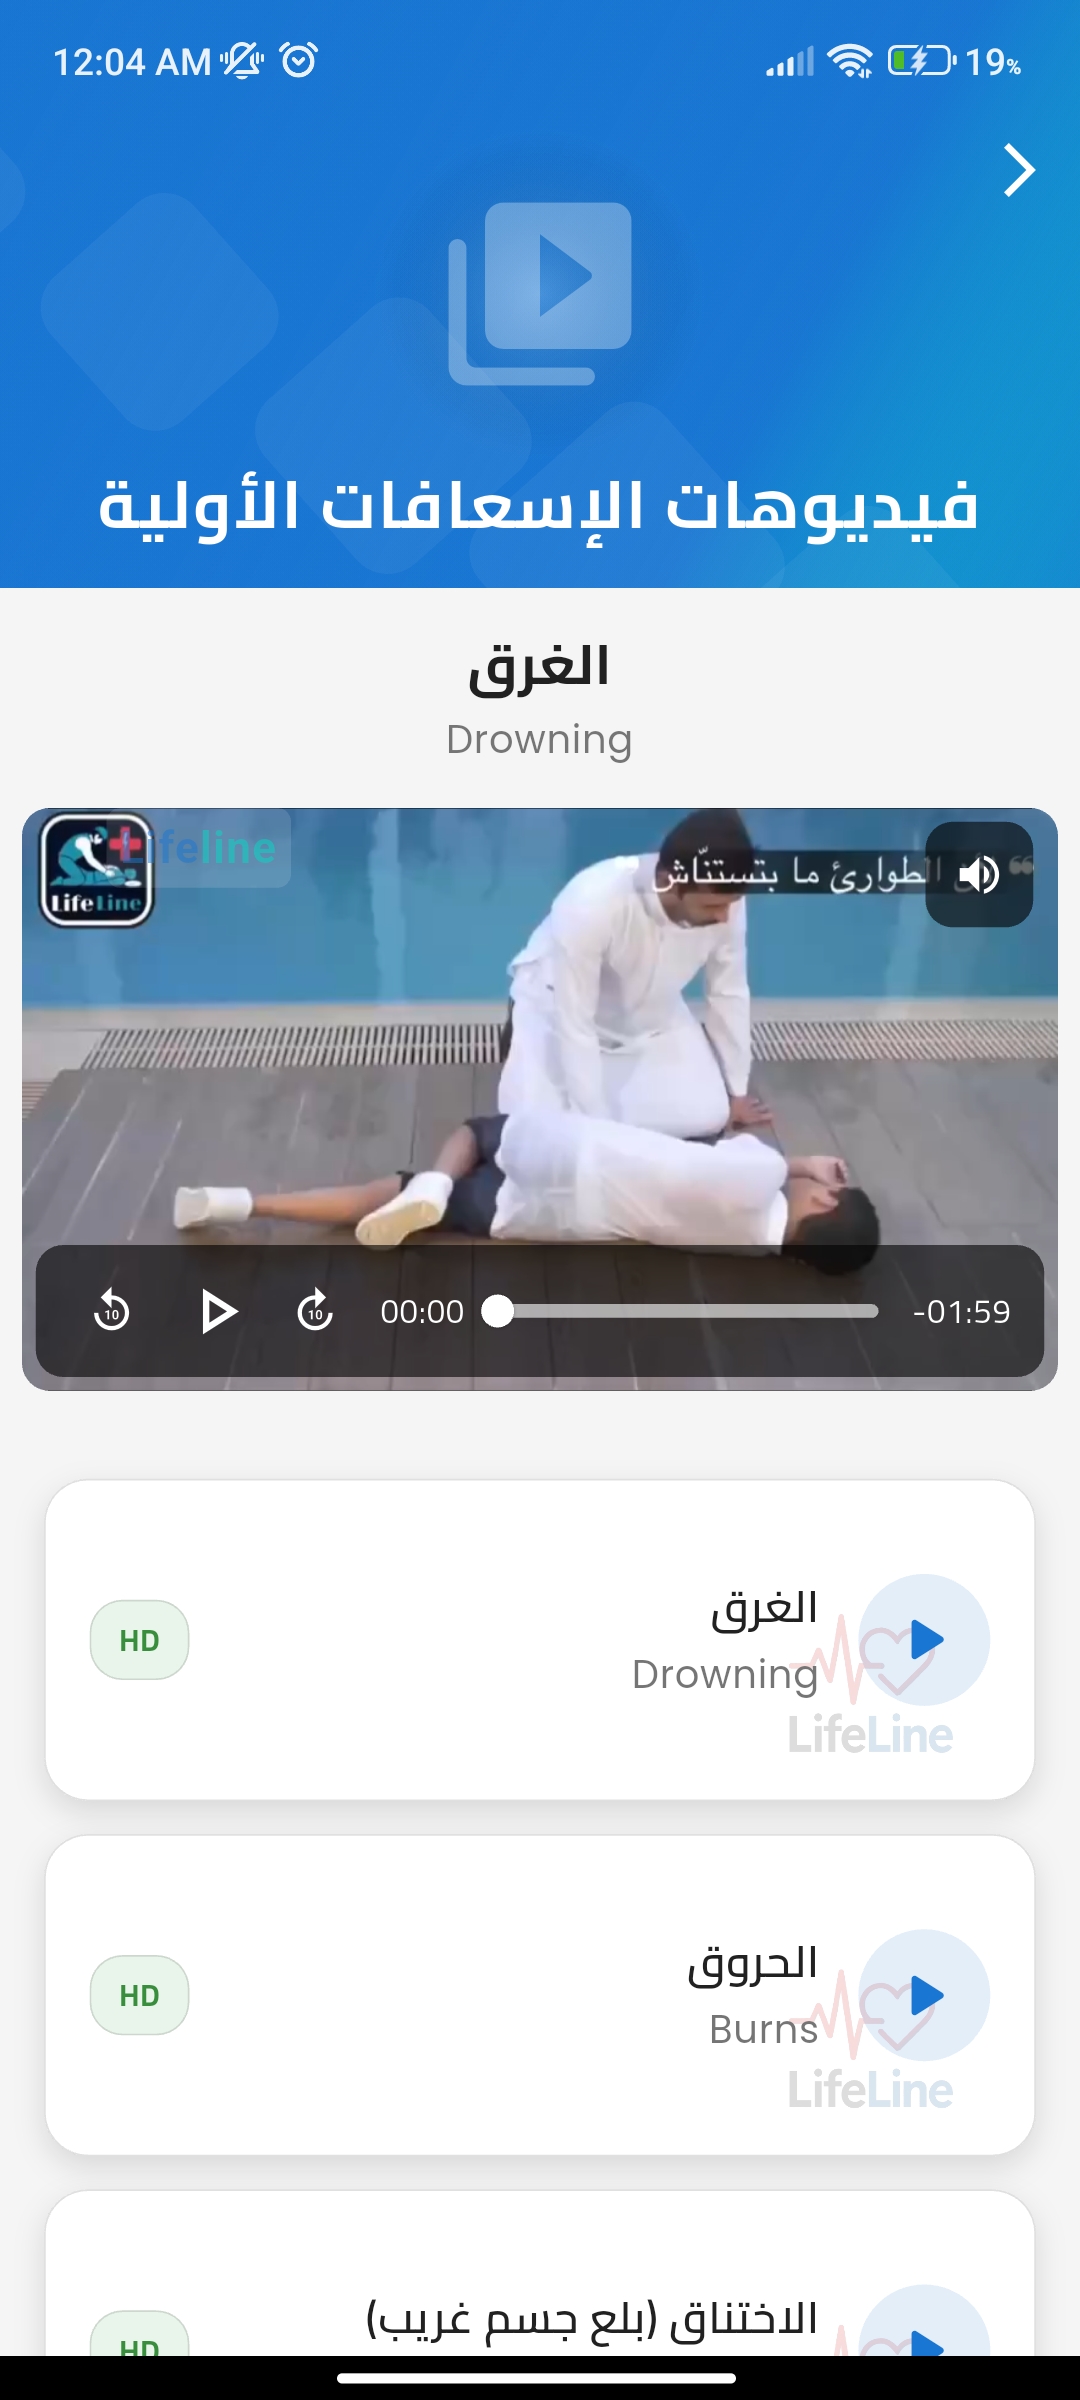 12:04 AM
19%
فيديوهات الإسعافات الأولية
الغرق
Drowning
Lifeline
LifeLine
الطوارئ ما بتستنّاش
10
10
00:00
-01:59
الغرق
Drowning
HD
LifeLine
الحروق
Burns
HD
LifeLine
الاختناق (بلع جسم غريب)
HD